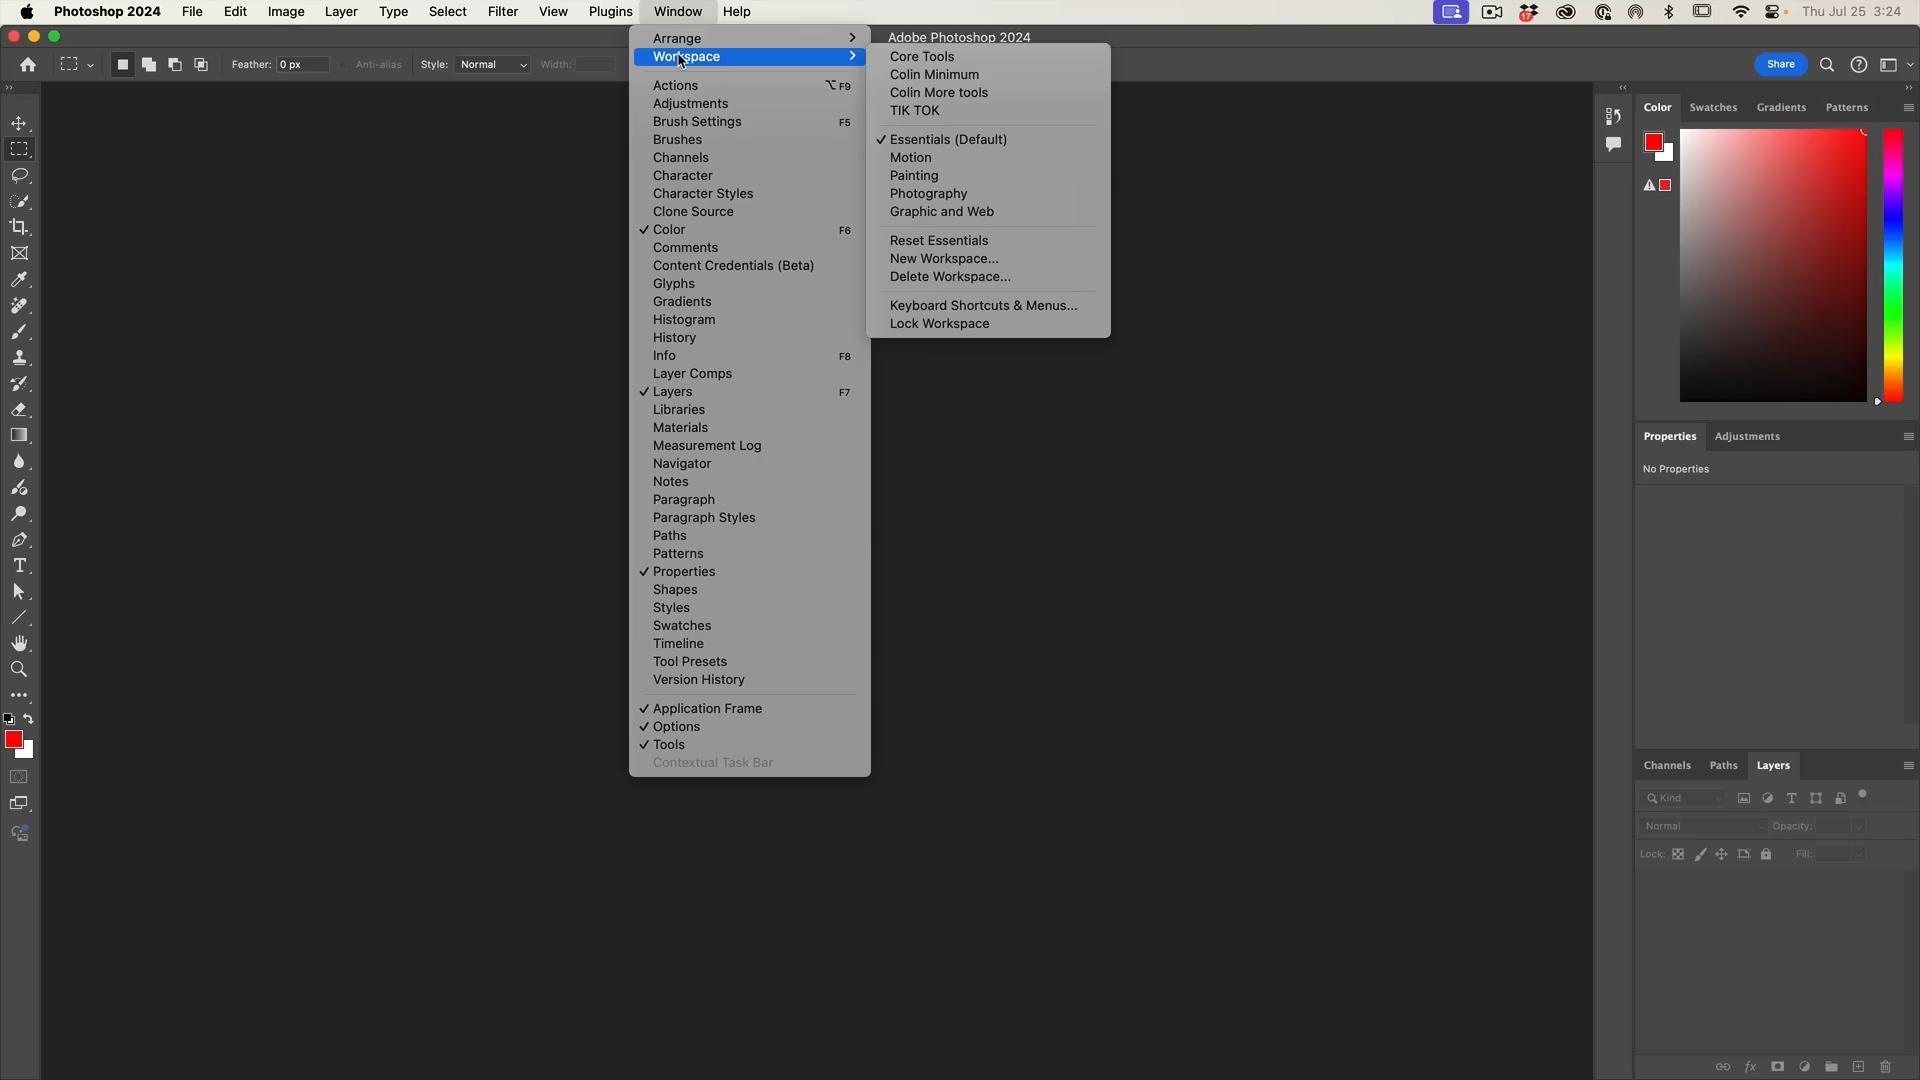 Photoshop 2024 File Edit Image Layer Type Select Filter View Plugins Window Help 17 Thu Jul 25 3:24
Adobe Photoshop 2024
Feather: 0 px Anti-alias Style: Normal Width: Share
Arrange
Workspace
Actions ⌥ F9
Adjustments
Brush Settings F5
Brushes
Channels
Character
Character Styles
Clone Source
✓ Color F6
Comments
Content Credentials (Beta)
Glyphs
Gradients
Histogram
History
Info F8
Layer Comps
✓ Layers F7
Libraries
Materials
Measurement Log
Navigator
Notes
Paragraph
Paragraph Styles
Paths
Patterns
✓ Properties
Shapes
Styles
Swatches
Timeline
Tool Presets
Version History
✓ Application Frame
✓ Options
✓ Tools
Contextual Task Bar
Core Tools
Colin Minimum
Colin More tools
TIK TOK
✓ Essentials (Default)
Motion
Painting
Photography
Graphic and Web
Reset Essentials
New Workspace...
Delete Workspace...
Keyboard Shortcuts & Menus...
Lock Workspace
Color Swatches Gradients Patterns
Properties Adjustments
No Properties
Channels Paths Layers
Kind
Normal Opacity:
Lock: Fill:
fx